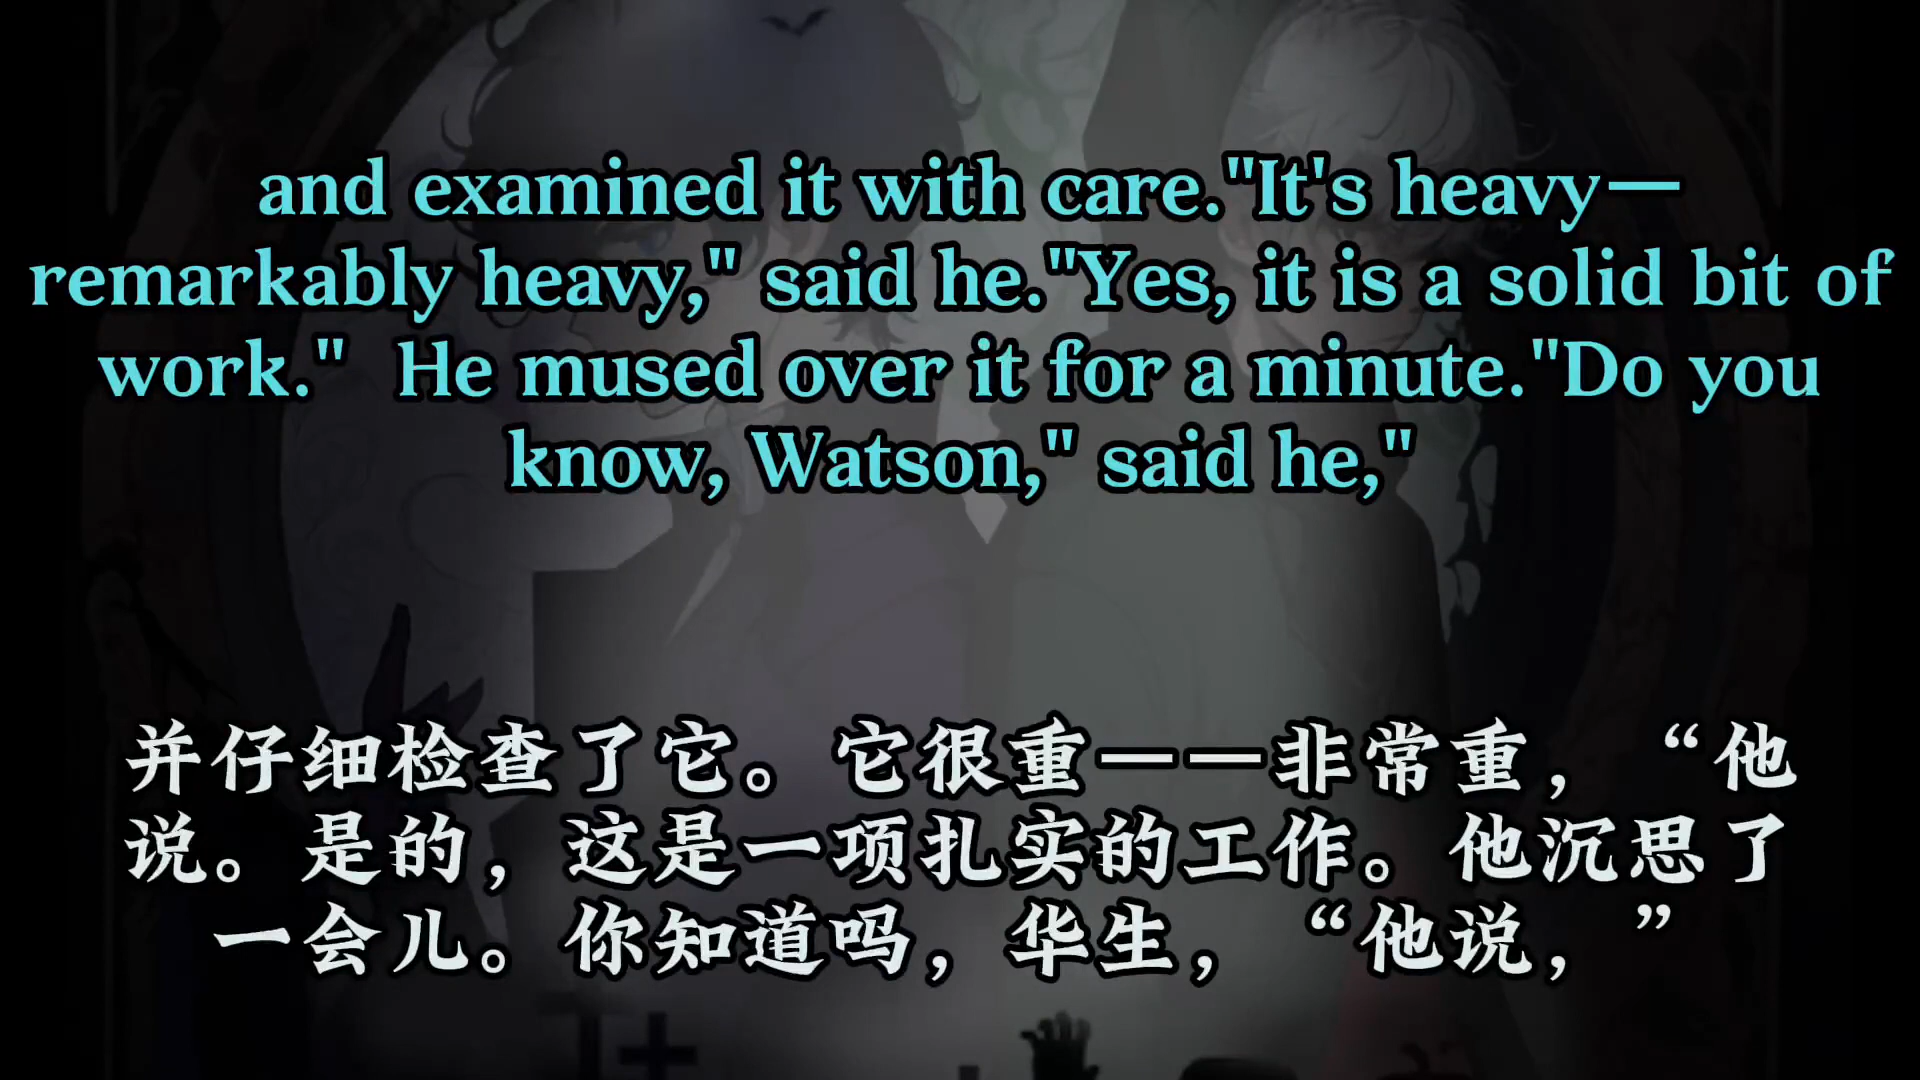 and examined it with care."It's heavy—
remarkably heavy," said he."Yes, it is a solid bit of
work."  He mused over it for a minute."Do you
know, Watson," said he,"
并仔细检查了它。它很重——非常重，“他
说。是的，这是一项扎实的工作。他沉思了
一会儿。你知道吗，华生，“他说，”